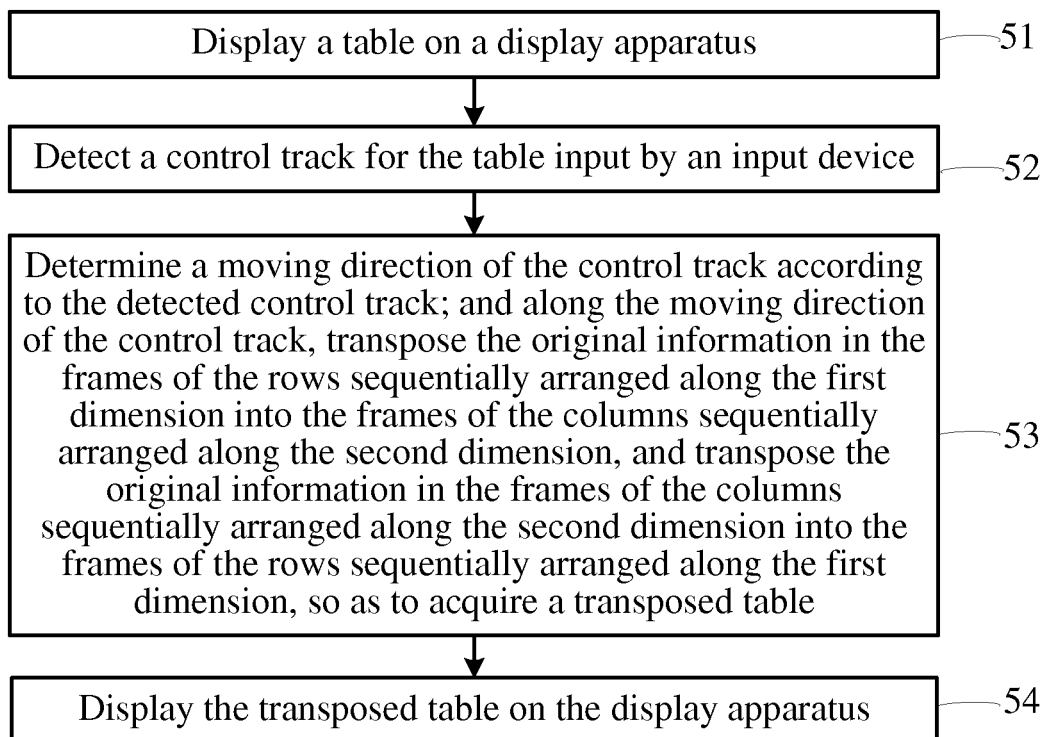 Display a table on a display apparatus
51
Detect a control track for the table input by an input device
52
Determine a moving direction of the control track according
to the detected control track; and along the moving direction
of the control track, transpose the original information in the
frames of the rows sequentially arranged along the first
dimension into the frames of the columns sequentially
arranged along the second dimension, and transpose the
original information in the frames of the columns
sequentially arranged along the second dimension into the
frames of the rows sequentially arranged along the first
dimension, so as to acquire a transposed table
53
Display the transposed table on the display apparatus
54